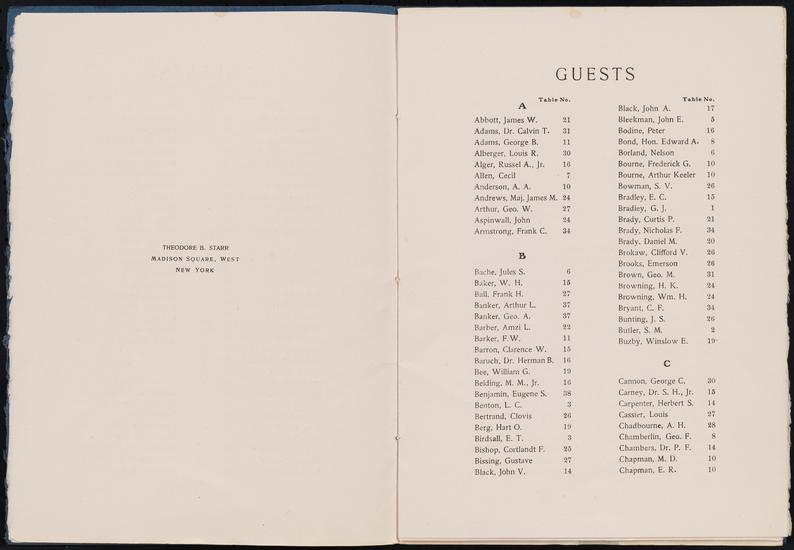 THEODORE B. STARR
MADISON SQUARE, WEST
NEW YORK
GUESTS
Table No.
A
Abbott, James W. 21
Adams, Dr. Calvin T. 31
Adams, George B. 11
Alberger, Louis R. 30
Alger, Russel A., Jr. 16
Allen, Cecil 7
Anderson, A. A. 10
Andrews, Maj. James M. 24
Arthur, Geo. W. 27
Aspinwall, John 24
Armstrong, Frank C. 34
B
Bache, Jules S. 6
Baker, W. H. 15
Ball, Frank H. 27
Banker, Arthur L. 37
Banker, Geo. A. 37
Barber, Amzi L. 22
Barker, F. W. 11
Barron, Clarence W. 15
Baruch, Dr. Herman B. 16
Bee, William G. 19
Belding, M. M., Jr. 16
Benjamin, Eugene S. 38
Benton, L. C. 3
Bertrand, Clovis 26
Berg, Hart O. 19
Birdsall, E. T. 3
Bishop, Cortlandt F. 25
Bissing, Gustave 27
Black, John V. 14
Table No.
Black, John A. 17
Bleekman, John E. 5
Bodine, Peter 16
Bond, Hon. Edward A. 8
Borland, Nelson 6
Bourne, Frederick G. 10
Bourne, Arthur Keeler 10
Bowman, S. V. 26
Bradley, E. C. 15
Bradley, G. J. 1
Brady, Curtis P. 21
Brady, Nicholas F. 34
Brady, Daniel M. 20
Brokaw, Clifford V. 26
Brooks, Emerson 26
Brown, Geo. M. 31
Browning, H. K. 24
Browning, Wm. H. 24
Bryant, C. F. 34
Bunting, J. S. 26
Butler, S. M. 2
Buzby, Winslow E. 19
C
Cannon, George C. 30
Carney, Dr. S. H., Jr. 15
Carpenter, Herbert S. 14
Cassier, Louis 27
Chadbourne, A. H. 28
Chamberlin, Geo. F. 8
Chambers, Dr. P. F. 14
Chapman, M. D. 10
Chapman, E. R. 10